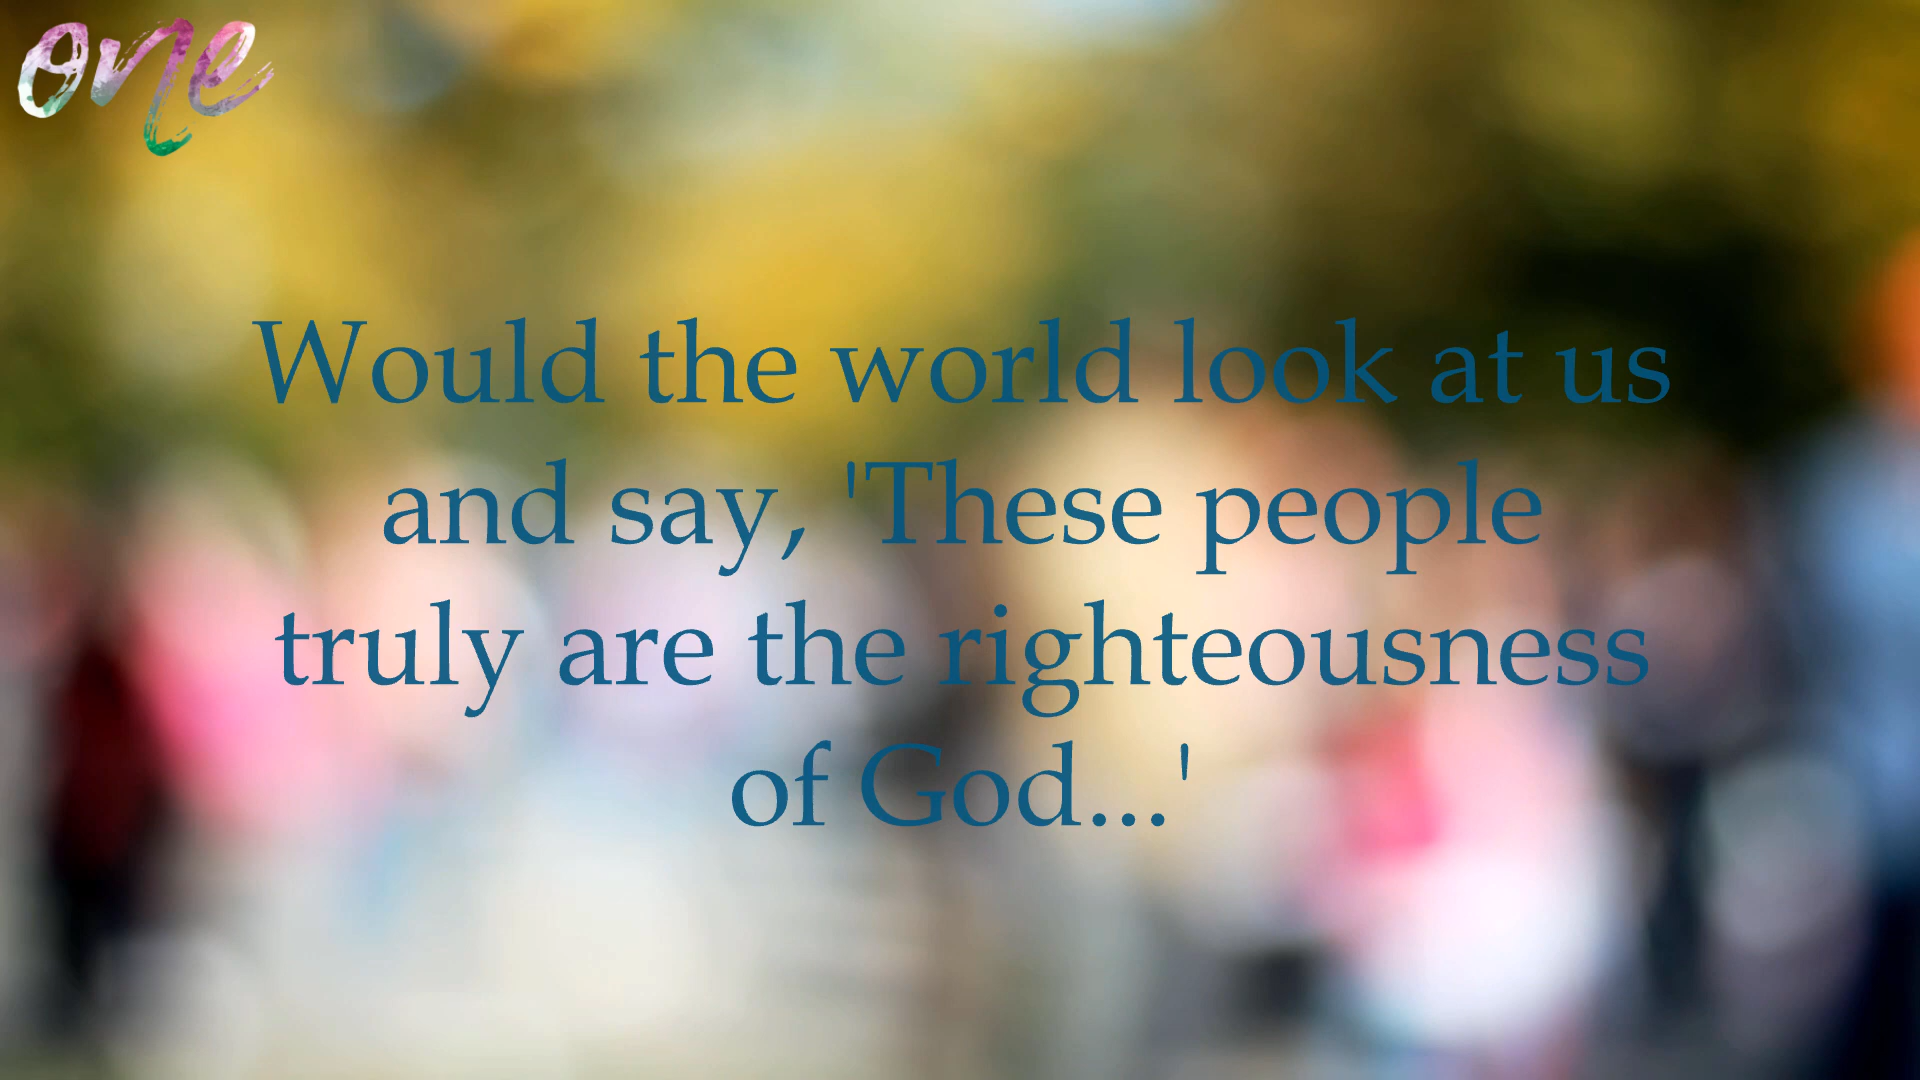 one
Would the world look at us
and say, 'These people
truly are the righteousness
of God...'